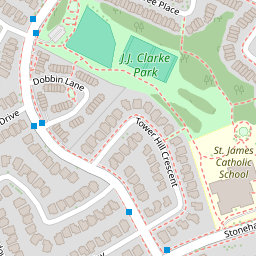 ee Place
J.J. Clarke
Park
Dobbin Lane
Drive
Tower Hill Crescent
St. James
Catholic
School
Stoneha